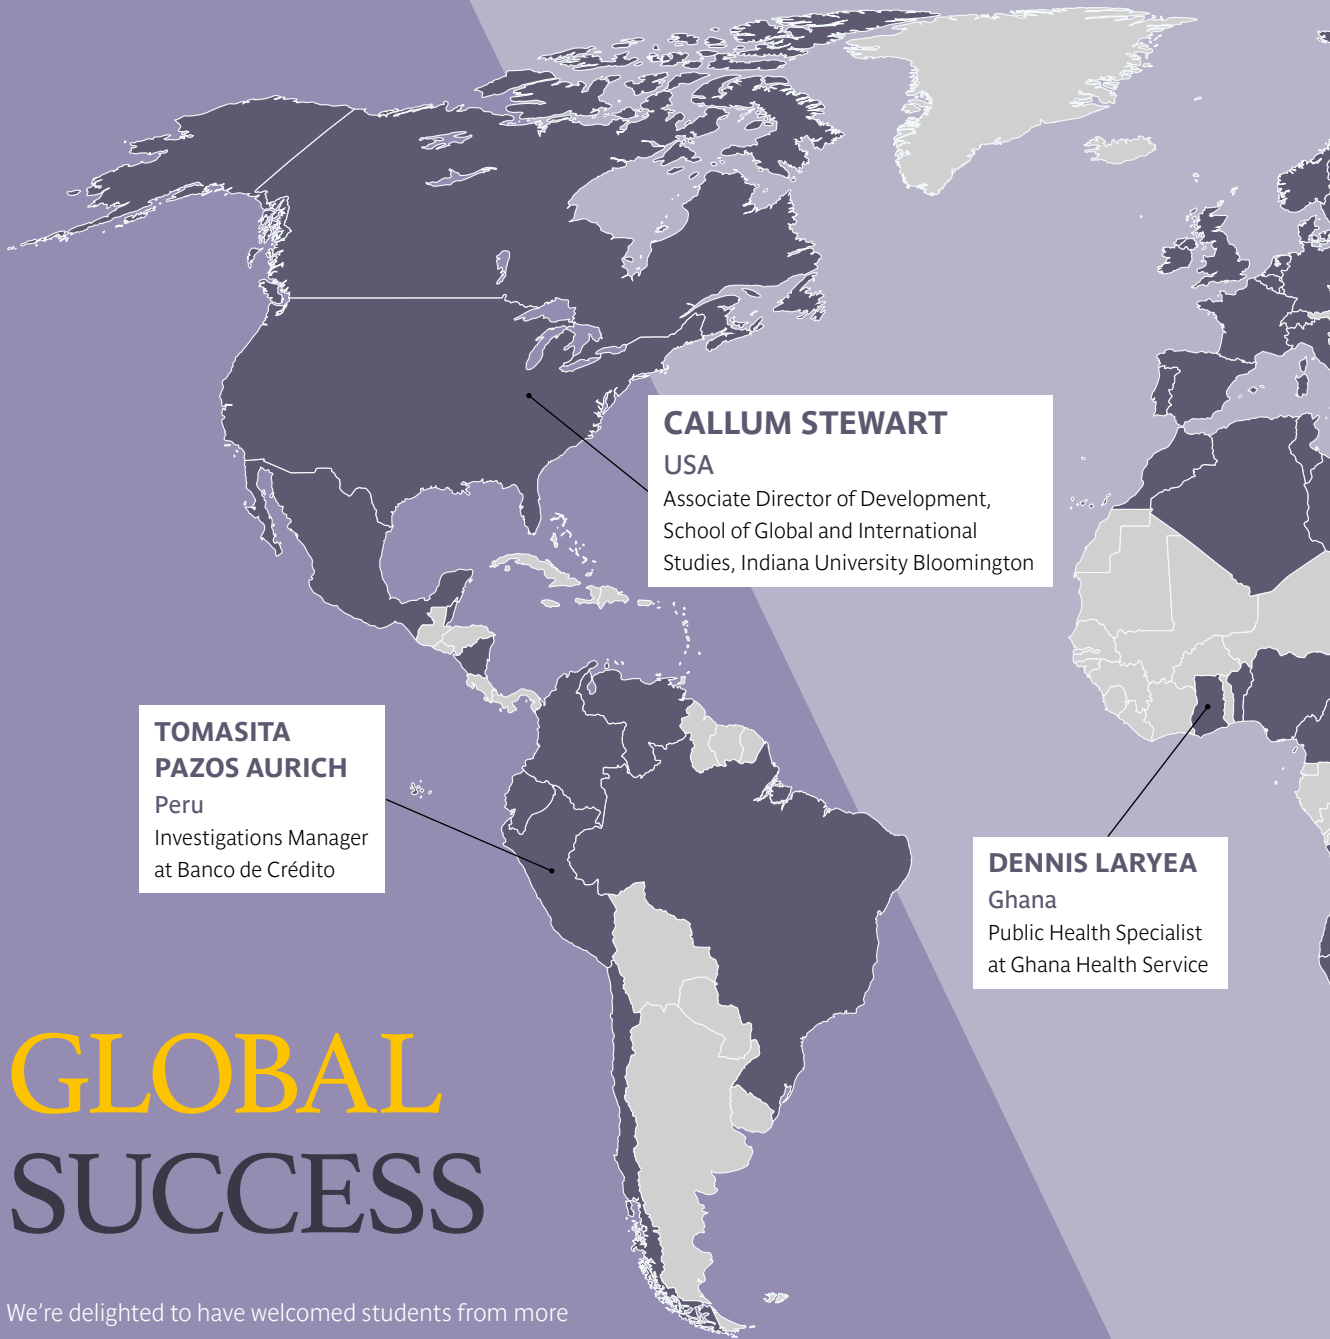 CALLUM STEWART
USA
Associate Director of Development,
School of Global and International
Studies, Indiana University Bloomington
TOMASITA
PAZOS AURICH
Peru
Investigations Manager
at Banco de Crédito
DENNIS LARYEA
Ghana
Public Health Specialist
at Ghana Health Service
GLOBAL
SUCCESS
We’re delighted to have welcomed students from more